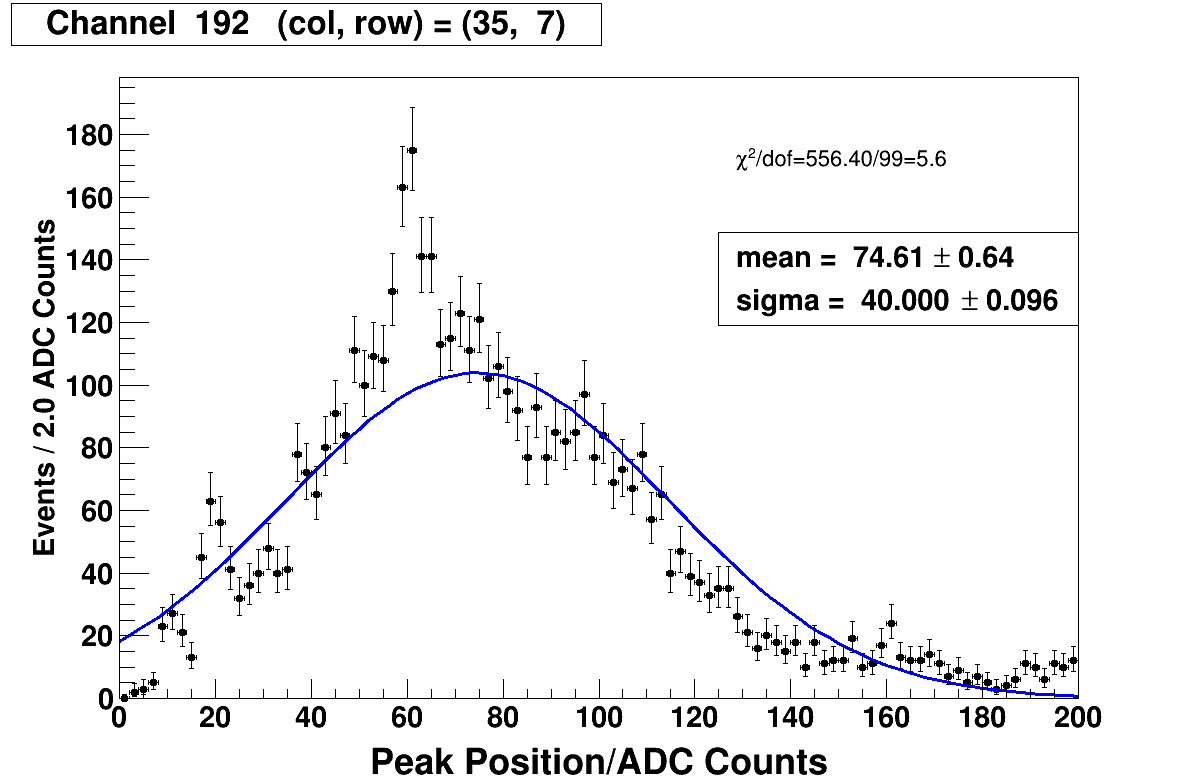 Channel 192 (col, row) = (35, 7)
χ²/dof=556.40/99=5.6
mean = 74.61 ± 0.64
sigma = 40.000 ± 0.096
Events / 2.0 ADC Counts
180
160
140
120
100
80
60
40
20
0
0 20 40 60 80 100 120 140 160 180 200
Peak Position/ADC Counts